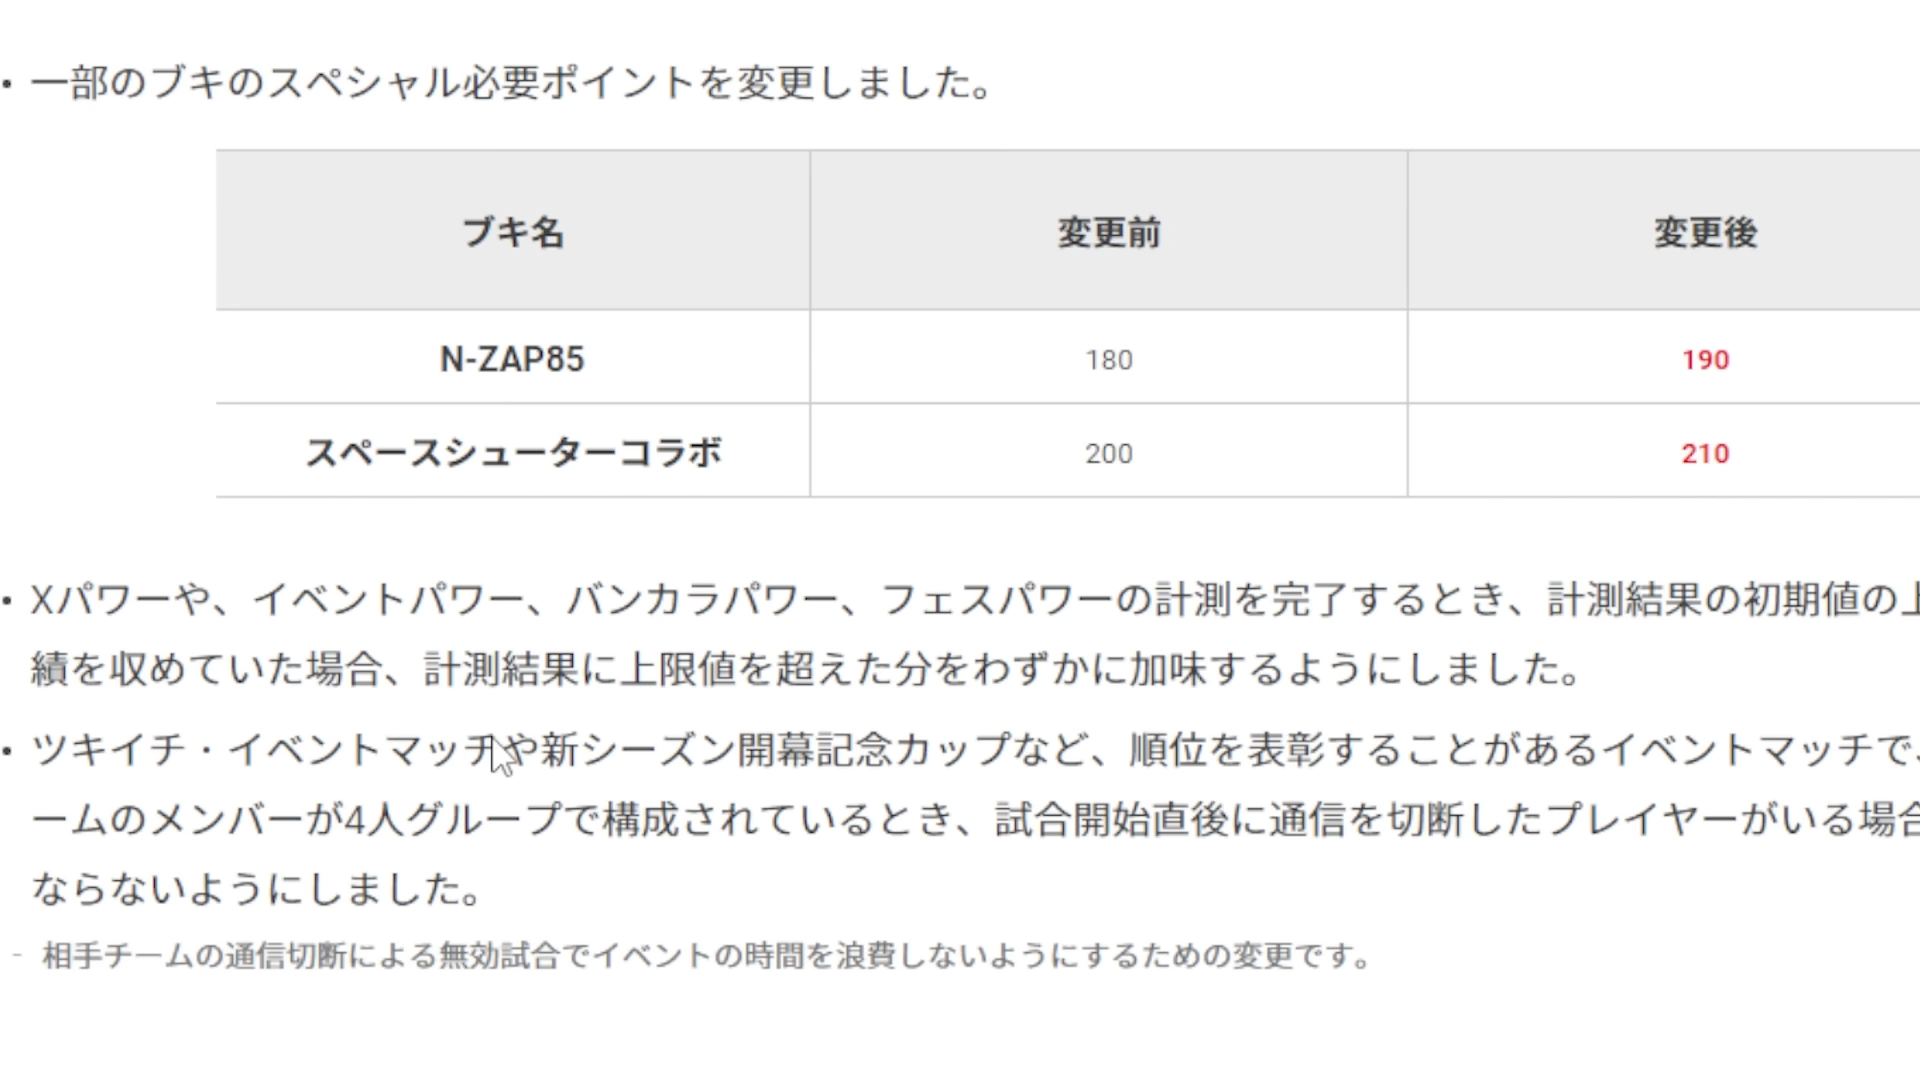 ・一部のブキのスペシャル必要ポイントを変更しました。
ブキ名 変更前 変更後
N-ZAP85 180 190
スペースシューターコラボ 200 210
・Xパワーや、イベントパワー、バンカラパワー、フェスパワーの計測を完了するとき、計測結果の初期値の上
績を収めていた場合、計測結果に上限値を超えた分をわずかに加味するようにしました。
・ツキイチ・イベントマッチや新シーズン開幕記念カップなど、順位を表彰することがあるイベントマッチで、
ームのメンバーが4人グループで構成されているとき、試合開始直後に通信を切断したプレイヤーがいる場合
ならないようにしました。
- 相手チームの通信切断による無効試合でイベントの時間を浪費しないようにするための変更です。